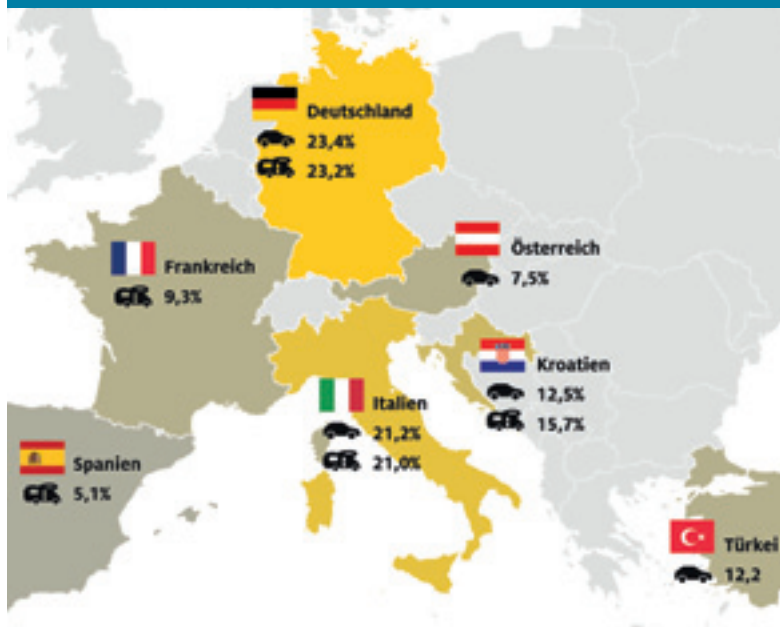 Deutschland
23,4%
23,2%
Frankreich
9,3%
Österreich
7,5%
Kroatien
12,5%
15,7%
Italien
21,2%
21,0%
Spanien
5,1%
Türkei
12,2